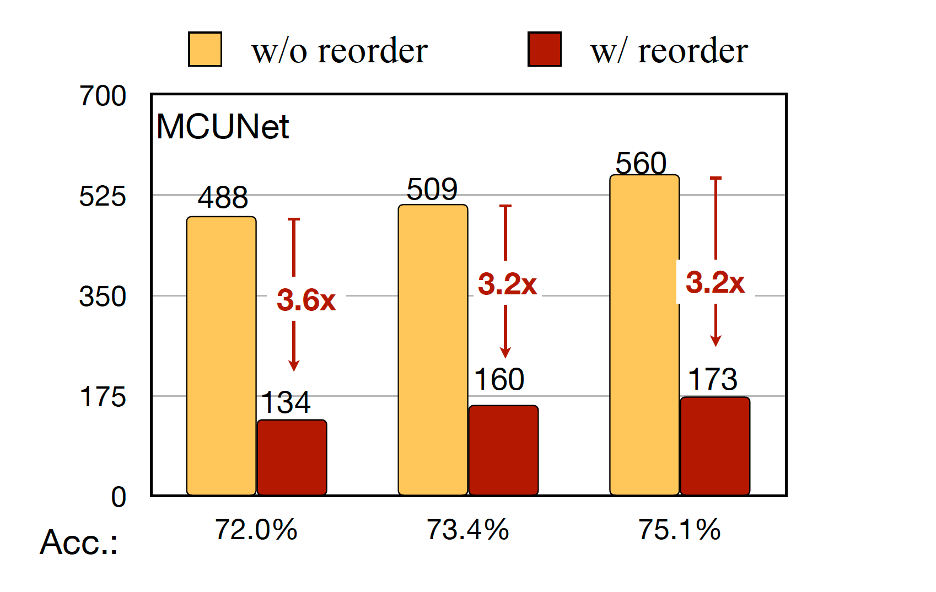 w/o reorder w/ reorder
700
MCUNet
560
525
488
509
350
3.6x
3.2x
3.2x
175
134
160
173
0
Acc.:
72.0%
73.4%
75.1%